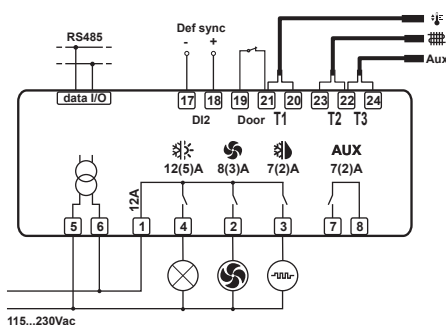 RS485
Def sync
- +
Aux
data I/O
17 18 19 21 20 23 22 24
DI2 Door T1 T2 T3
12(5)A 8(3)A 7(2)A AUX
7(2)A
12A
5 6 1 4 2 3 7 8
115...230Vac